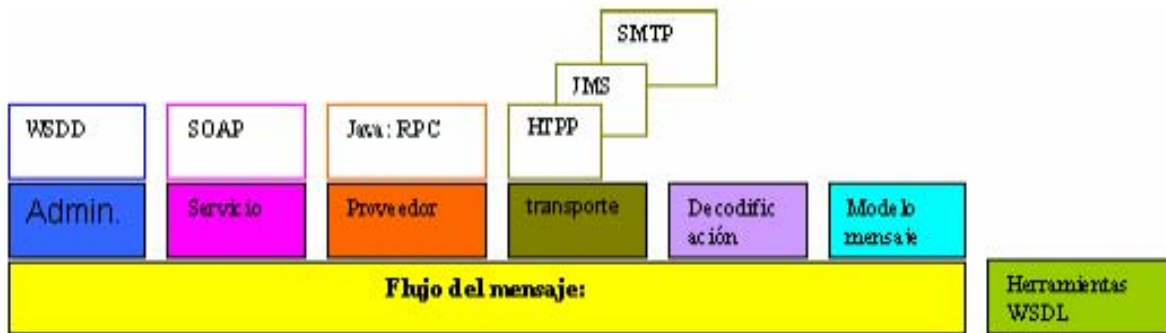 SMTP
JMS
WSDD
SOAP
Java: RPC
HTPP
Admin.
Servicio
Proveedor
transporte
Decodific
ación
Modelo
mensaje
Flujo del mensaje:
Herramientas
WSDL